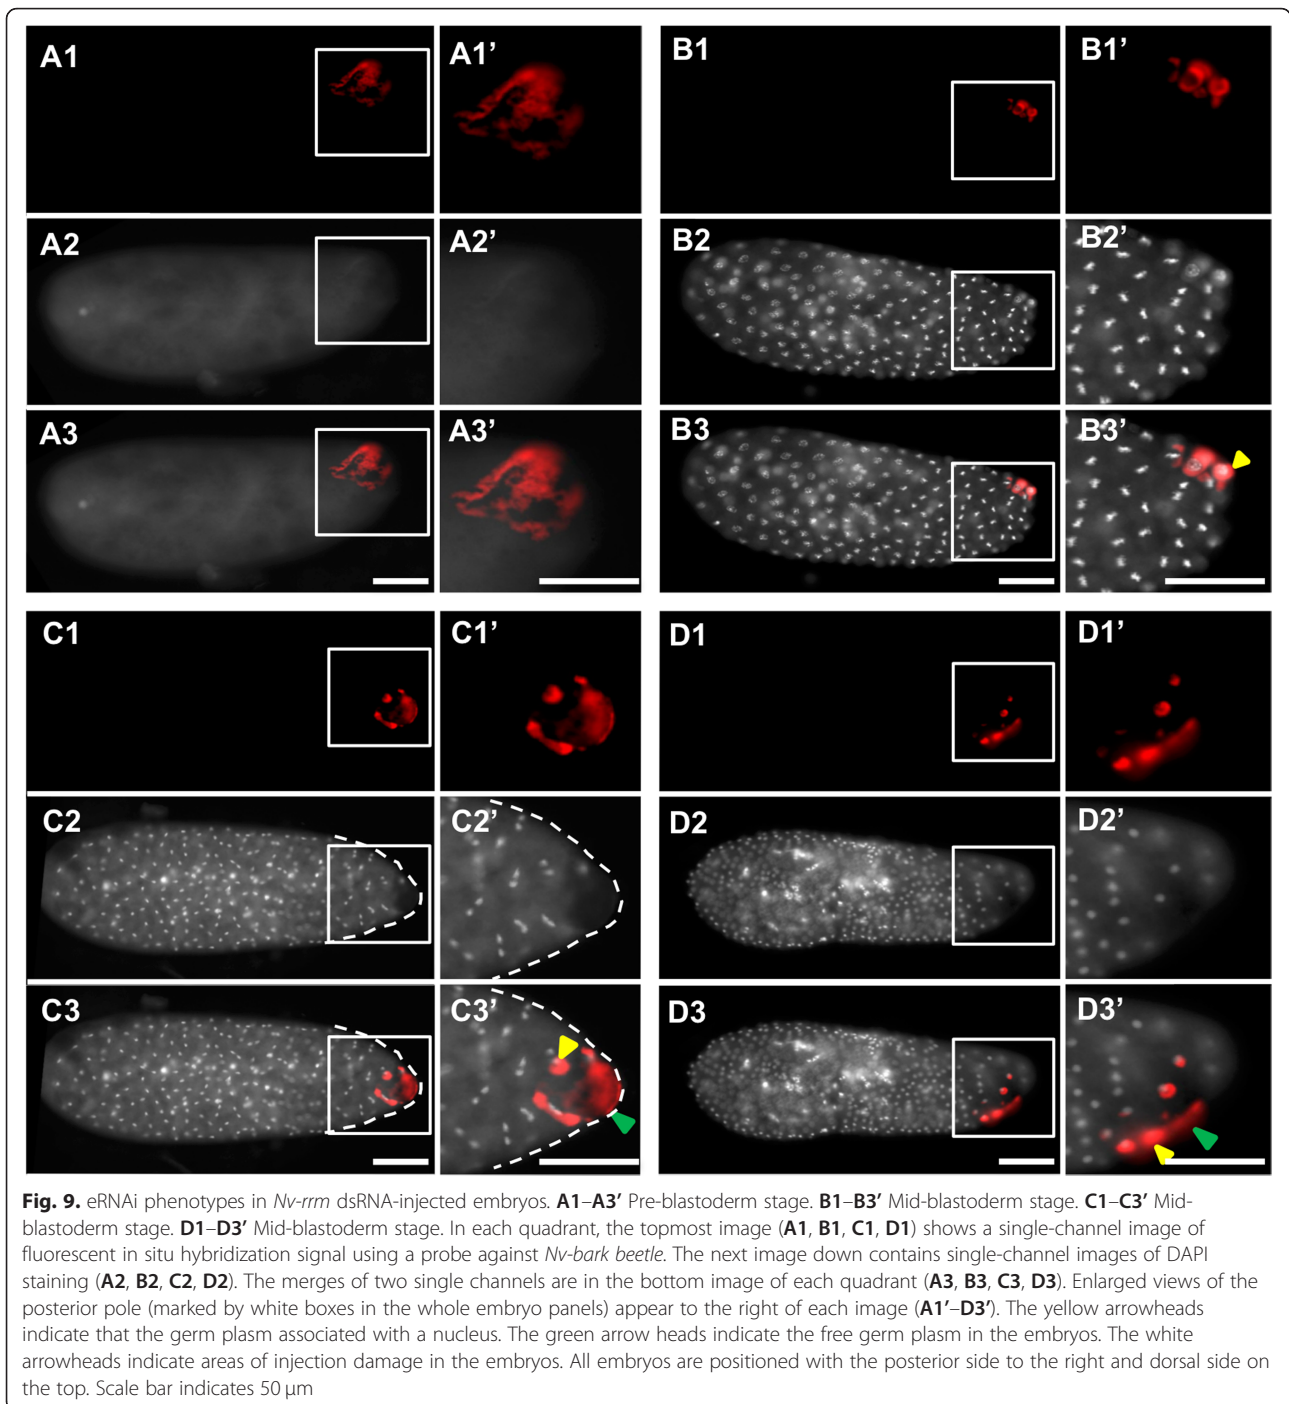 A1
A1’
B1
B1’
A2
A2’
B2
B2’
A3
A3’
B3
B3’
C1
C1’
D1
D1’
C2
C2’
D2
D2’
C3
C3’
D3
D3’
Fig. 9. eRNAi phenotypes in Nv-rrm dsRNA-injected embryos. A1–A3’ Pre-blastoderm stage. B1–B3’ Mid-blastoderm stage. C1–C3’ Mid-
blastoderm stage. D1–D3’ Mid-blastoderm stage. In each quadrant, the topmost image (A1, B1, C1, D1) shows a single-channel image of
fluorescent in situ hybridization signal using a probe against Nv-bark beetle. The next image down contains single-channel images of DAPI
staining (A2, B2, C2, D2). The merges of two single channels are in the bottom image of each quadrant (A3, B3, C3, D3). Enlarged views of the
posterior pole (marked by white boxes in the whole embryo panels) appear to the right of each image (A1’–D3’). The yellow arrowheads
indicate that the germ plasm associated with a nucleus. The green arrow heads indicate the free germ plasm in the embryos. The white
arrowheads indicate areas of injection damage in the embryos. All embryos are positioned with the posterior side to the right and dorsal side on
the top. Scale bar indicates 50 μm